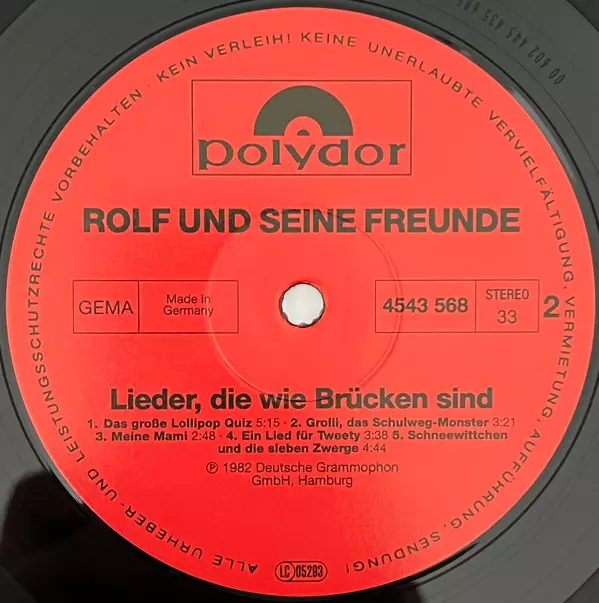 ALLE URHEBER- UND LEISTUNGSSCHUTZRECHTE VORBEHALTEN · KEIN VERLEIH! KEINE UNERLAUBTE VERVIELFÄLTIGUNG, VERMIETUNG, AUFFÜHRUNG, SENDUNG!
polydor
ROLF UND SEINE FREUNDE
GEMA
Made in
Germany
4543 568
STEREO
33
2
Lieder, die wie Brücken sind
1. Das große Lollipop Quiz 5:15 · 2. Grolli, das Schulweg-Monster 3:21
3. Meine Mami 2:48 · 4. Ein Lied für Tweety 3:38 5. Schneewittchen
und die sieben Zwerge 4:44
℗ 1982 Deutsche Grammophon
GmbH, Hamburg
LC 05283